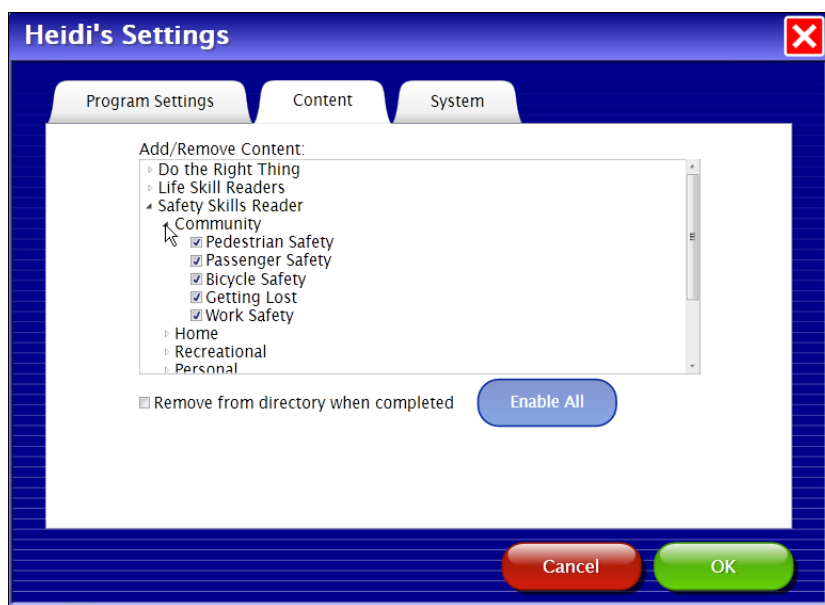 Heidi's Settings
Program Settings
Content
System
Add/Remove Content:
Do the Right Thing
Life Skill Readers
Safety Skills Reader
Community
Pedestrian Safety
Passenger Safety
Bicycle Safety
Getting Lost
Work Safety
Home
Recreational
Personal
Remove from directory when completed
Enable All
Cancel
OK